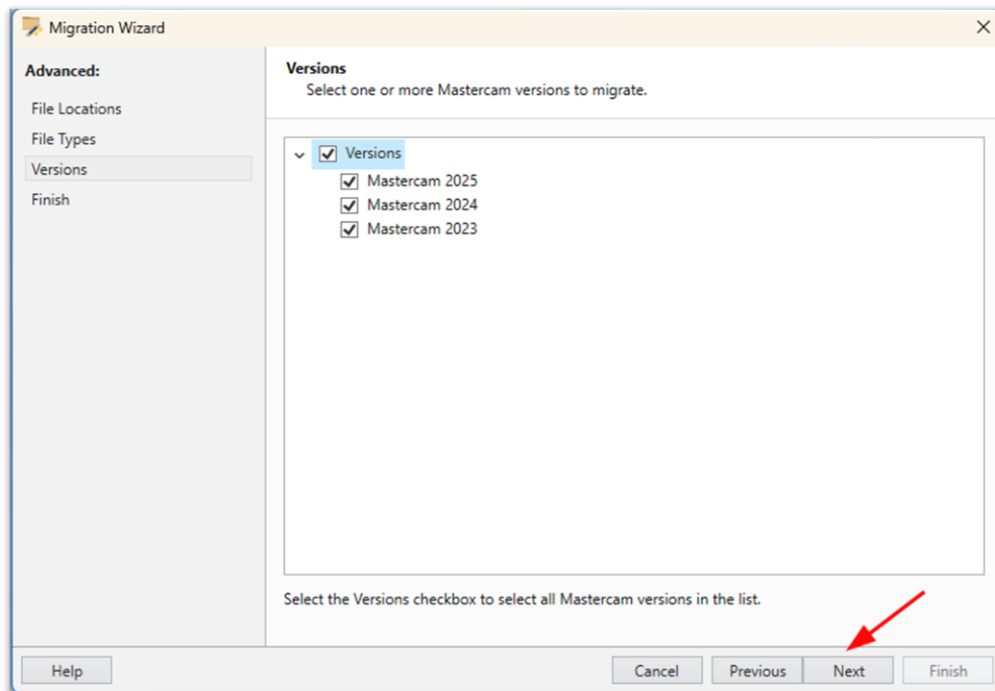 Migration Wizard
Advanced:
File Locations
File Types
Versions
Finish
Versions
Select one or more Mastercam versions to migrate.
Versions
Mastercam 2025
Mastercam 2024
Mastercam 2023
Select the Versions checkbox to select all Mastercam versions in the list.
Help
Cancel
Previous
Next
Finish